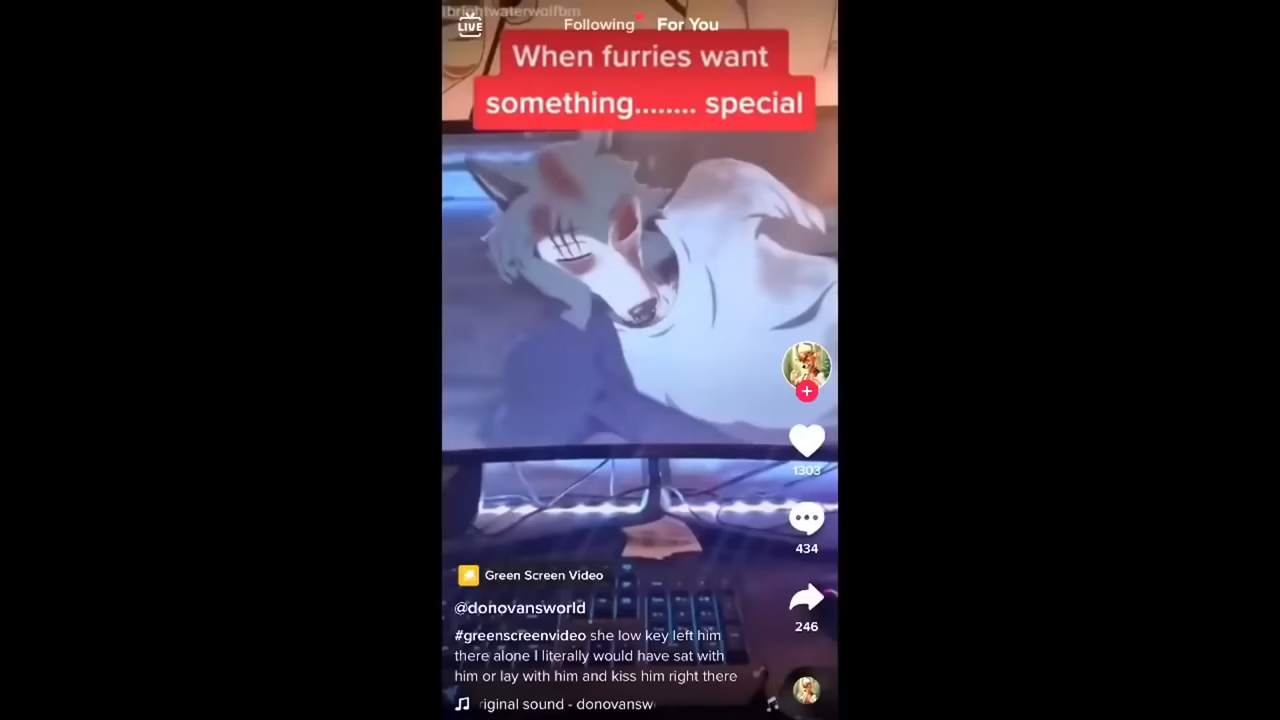 lbrightwaterwolfbm
LIVE
Following
For You
When furries want
something........ special
1303
434
246
Green Screen Video
@donovansworld
#greenscreenvideo she low key left him
there alone I literally would have sat with
him or lay with him and kiss him right there
riginal sound - donovansw